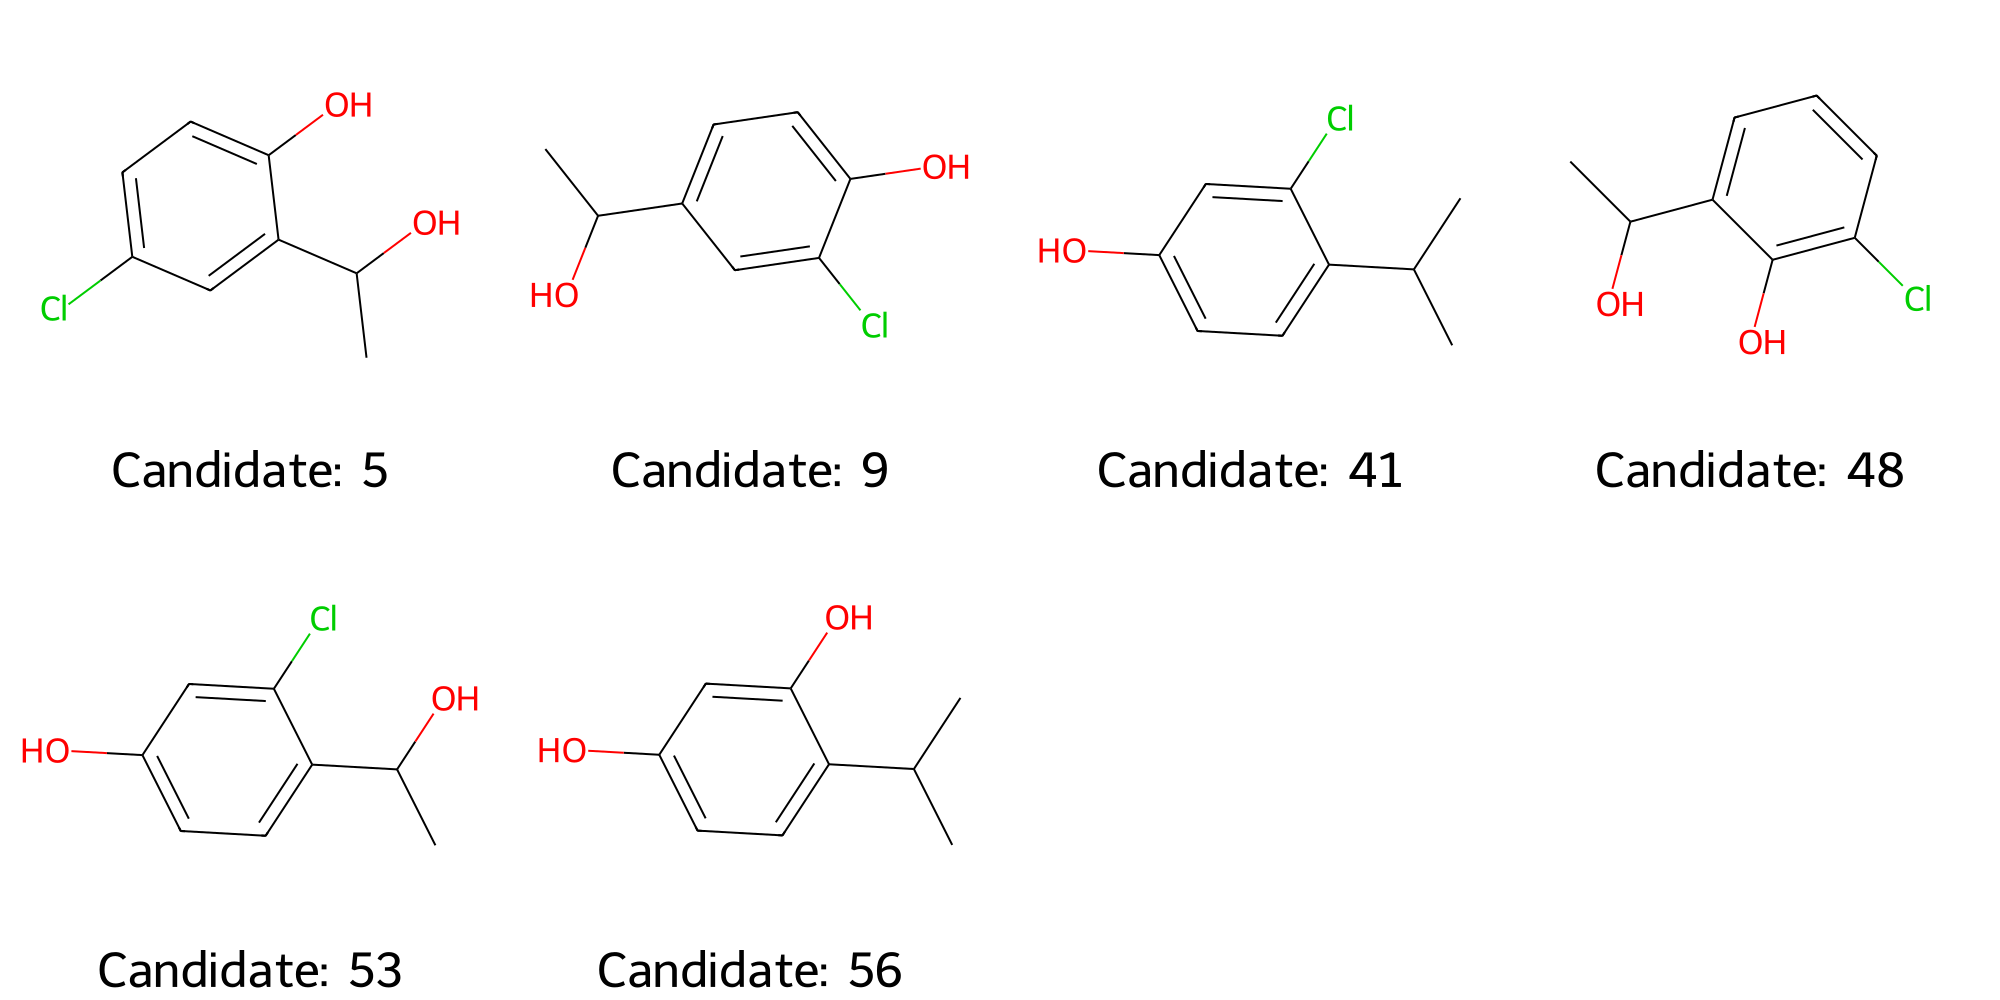 OH
OH
Cl
Candidate: 5
OH
HO
Cl
Candidate: 9
Cl
HO
Candidate: 41
OH
OH
Cl
Candidate: 48
Cl
OH
HO
Candidate: 53
OH
HO
Candidate: 56